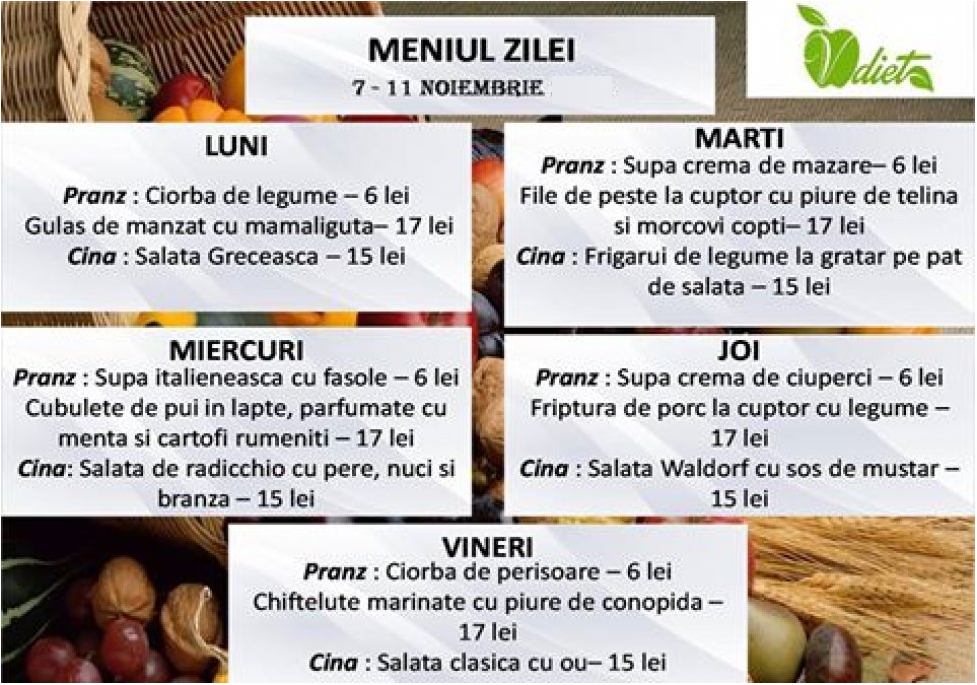 MENIUL ZILEI
7 - 11 NOIEMBRIE
Vdiet
LUNI
Pranz : Ciorba de legume – 6 lei
Gulas de manzat cu mamaliguta– 17 lei
Cina : Salata Greceasca – 15 lei
MARTI
Pranz : Supa crema de mazare– 6 lei
File de peste la cuptor cu piure de telina
si morcovi copti– 17 lei
Cina : Frigarui de legume la gratar pe pat
de salata – 15 lei
MIERCURI
Pranz : Supa italieneasca cu fasole – 6 lei
Cubulete de pui in lapte, parfumate cu
menta si cartofi rumeniti – 17 lei
Cina: Salata de radicchio cu pere, nuci si
branza – 15 lei
JOI
Pranz : Supa crema de ciuperci – 6 lei
Friptura de porc la cuptor cu legume –
17 lei
Cina : Salata Waldorf cu sos de mustar –
15 lei
VINERI
Pranz : Ciorba de perisoare – 6 lei
Chiftelute marinate cu piure de conopida –
17 lei
Cina : Salata clasica cu ou– 15 lei